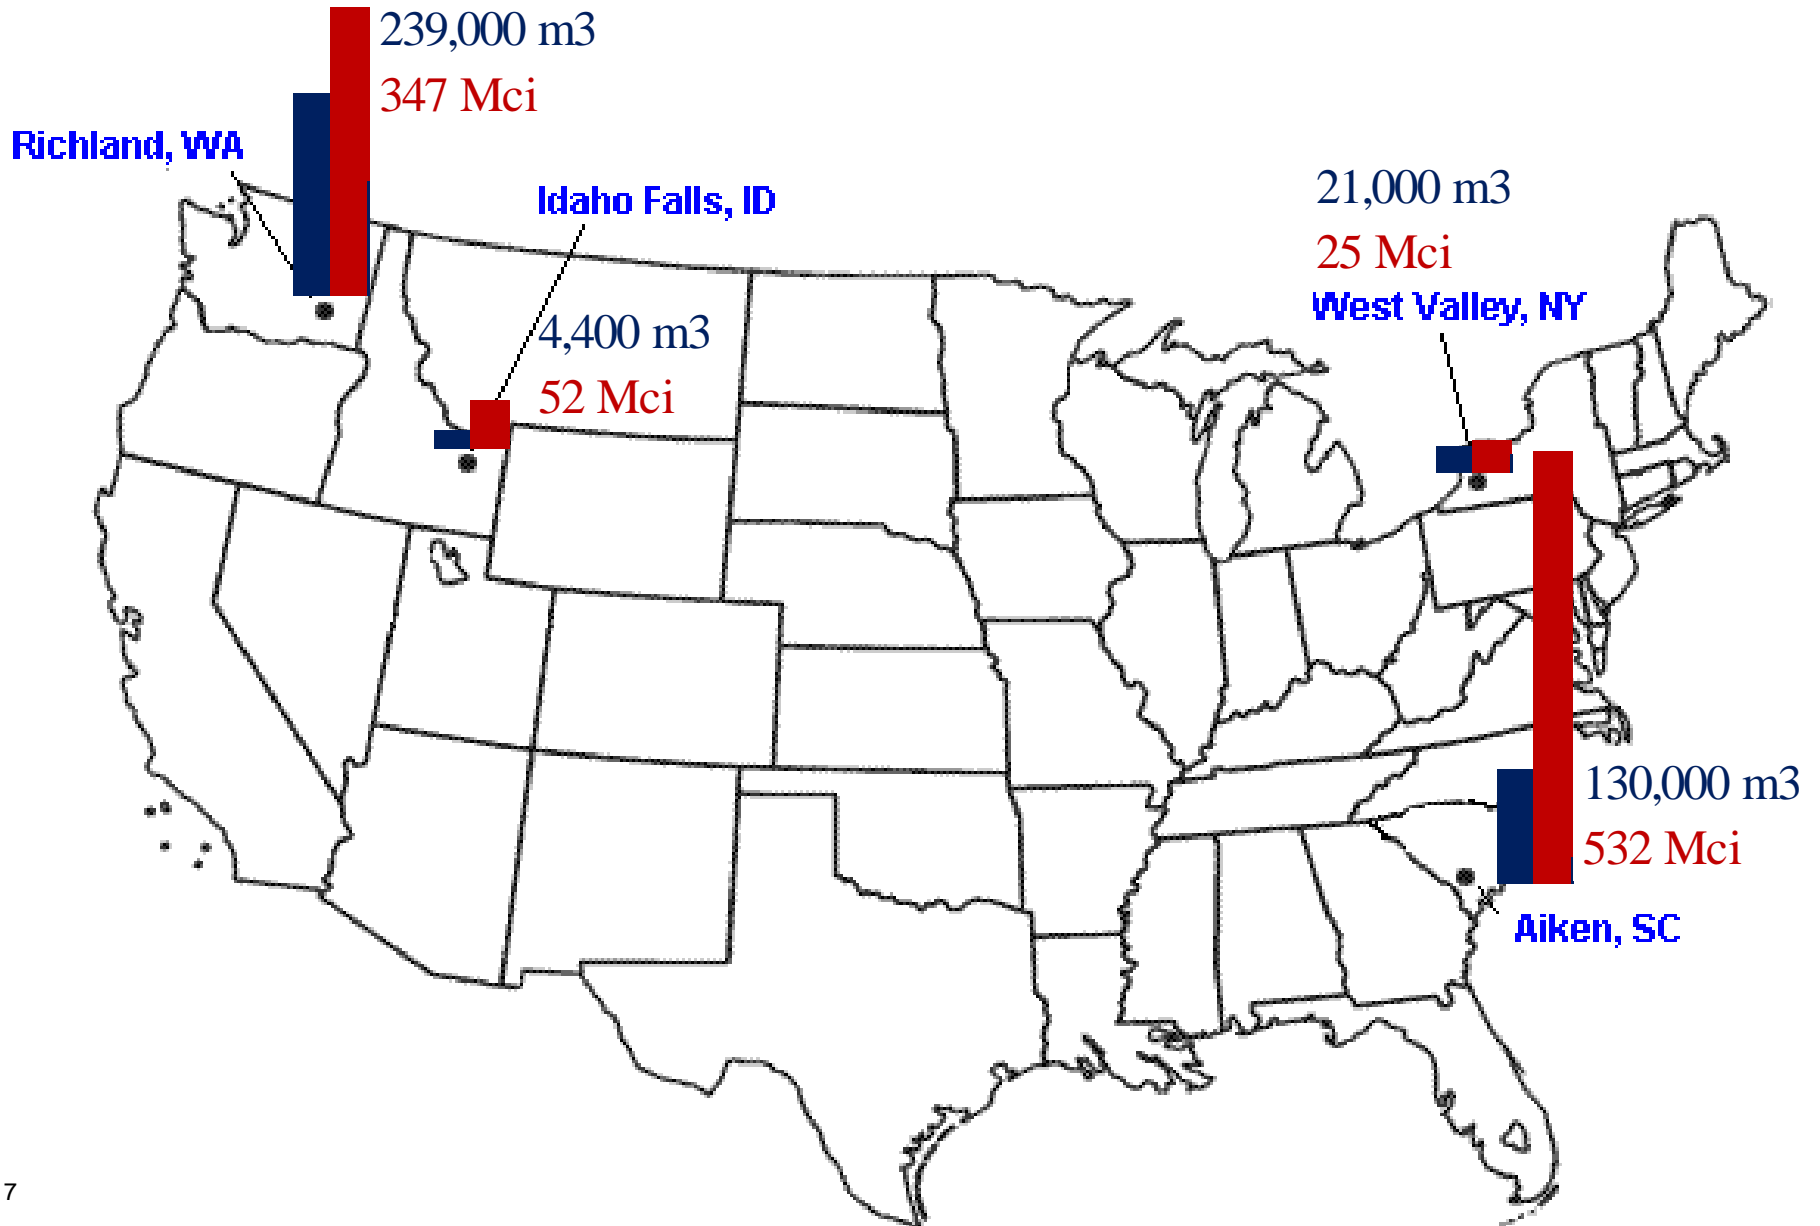 239,000 m3
347 Mci
Richland, WA
Idaho Falls, ID
4,400 m3
52 Mci
21,000 m3
25 Mci
West Valley, NY
130,000 m3
532 Mci
Aiken, SC
7